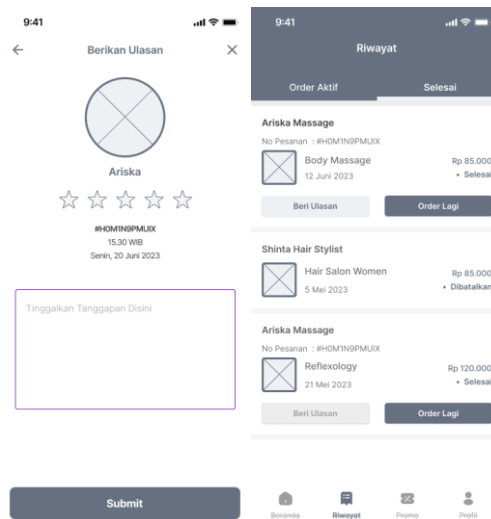 9:41
Berikan Ulasan
Ariska
#H0M1N9PMUIX
15.30 WIB
Senin, 20 Juni 2023
Tinggalkan Tanggapan Disini
Submit
9:41
Riwayat
Order Aktif Selesai
Ariska Massage
No Pesanan : #H0M1N9PMUIX
Body Massage Rp 85.000
12 Juni 2023 • Selesai
Beri Ulasan Order Lagi
Shinta Hair Stylist
Hair Salon Women Rp 85.000
5 Mei 2023 • Dibatalkan
Ariska Massage
No Pesanan : #H0M1N9PMUIX
Reflexology Rp 120.000
21 Mei 2023 • Selesai
Beri Ulasan Order Lagi
Beranda Riwayat Promo Profil